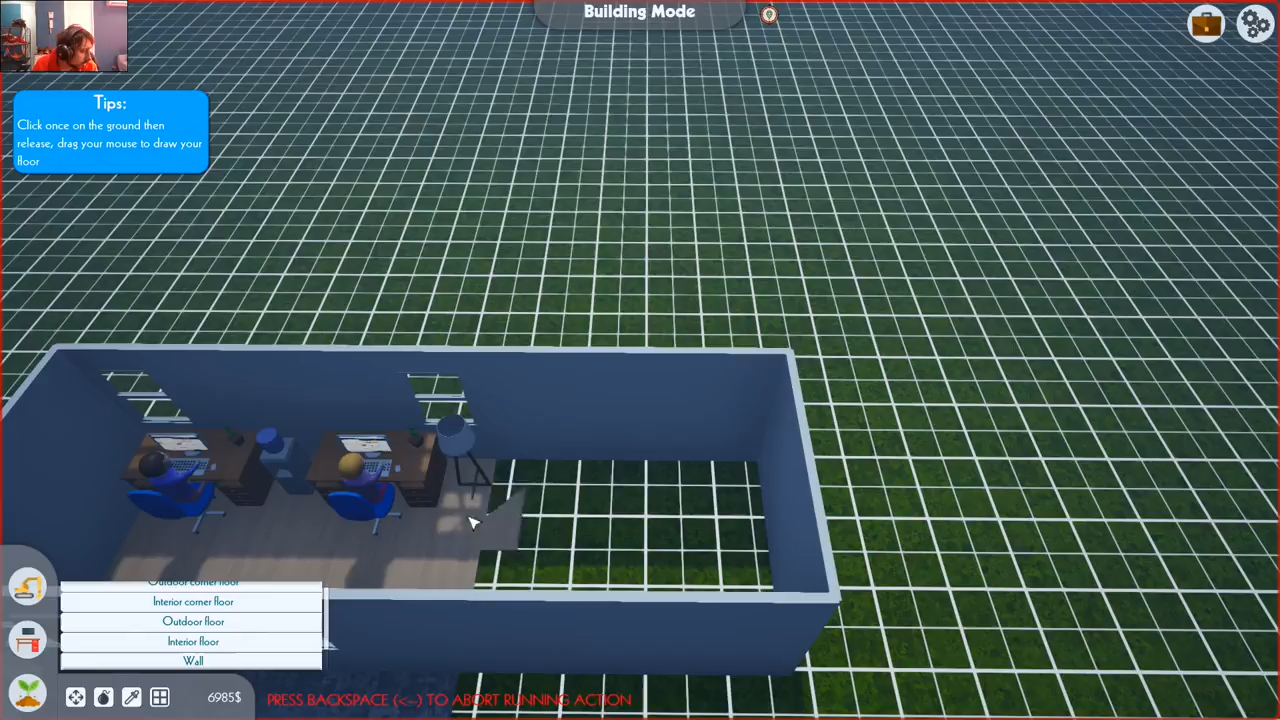 Building Mode
Tips:
Click once on the ground then
release, drag your mouse to draw your
floor
Outdoor corner floor
Interior corner floor
Outdoor floor
Interior floor
Wall
6985$
PRESS BACKSPACE (<--) TO ABORT RUNNING ACTION